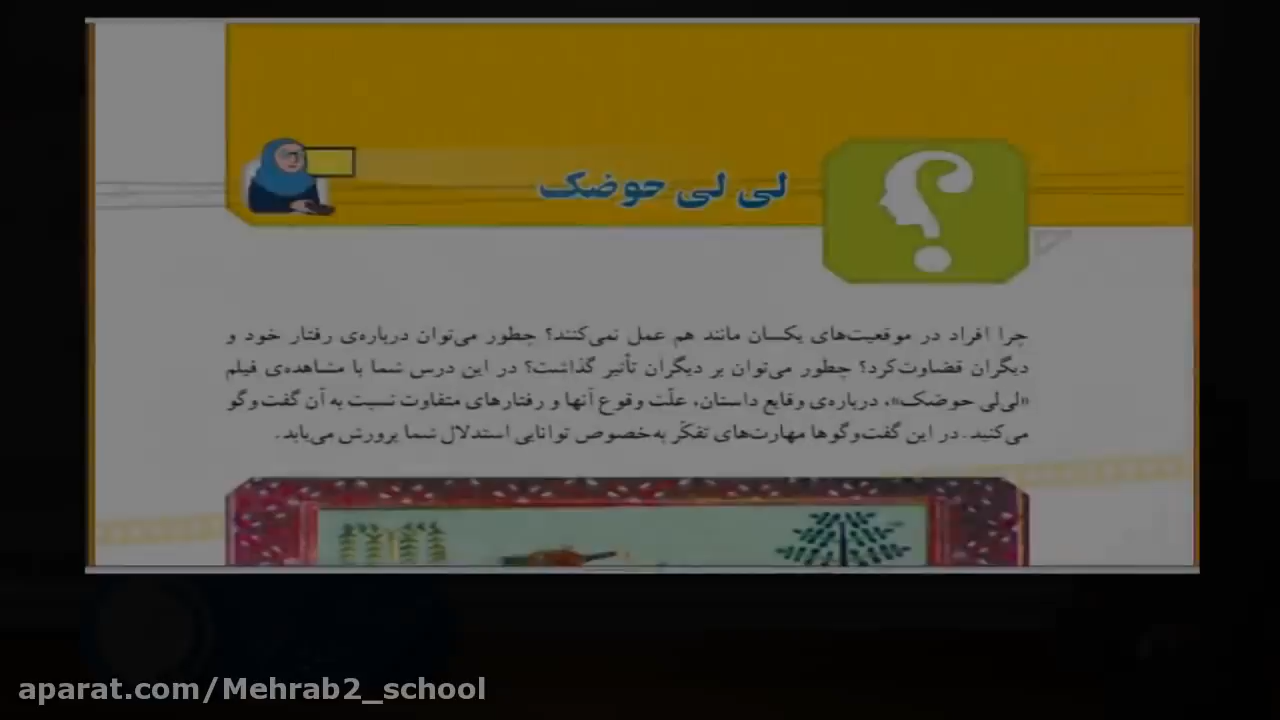 لی لی حوضک
چرا افراد در موقعیت‌های یکسان مانند هم عمل نمی‌کنند؟ چطور می‌توان درباره‌ی رفتار خود و
دیگران قضاوت‌کرد؟ چطور می‌توان بر دیگران تأثیر گذاشت؟ در این درس شما با مشاهده‌ی فیلم
«لی‌لی حوضک»، درباره‌ی وقایع داستان، علّت وقوع آنها و رفتارهای متفاوت نسبت به آن گفت‌وگو
می‌کنید. در این گفت‌وگوها مهارت‌های تفکّر به‌خصوص توانایی استدلال شما پرورش می‌یابد.
aparat.com/Mehrab2_school